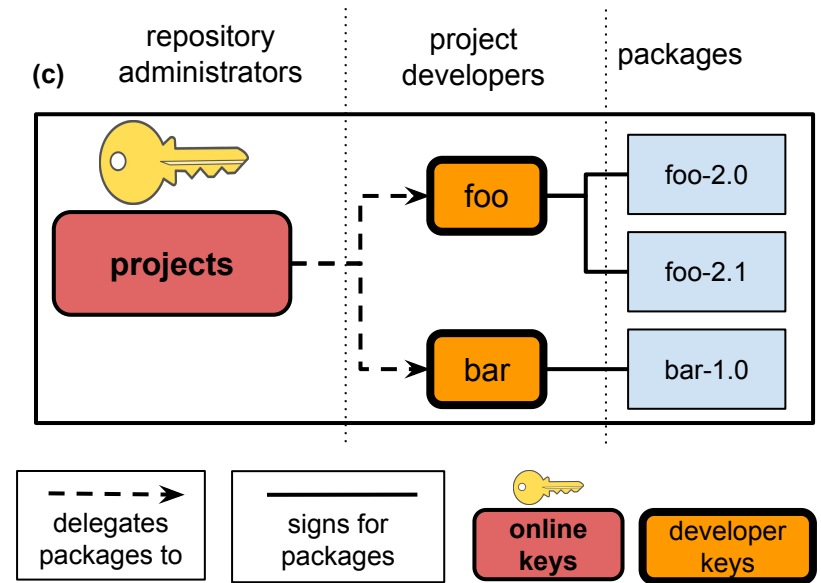 repository
administrators
project
developers
packages
(c)
foo
foo-2.0
projects
foo-2.1
bar
bar-1.0
delegates
packages to
signs for
packages
online
keys
developer
keys